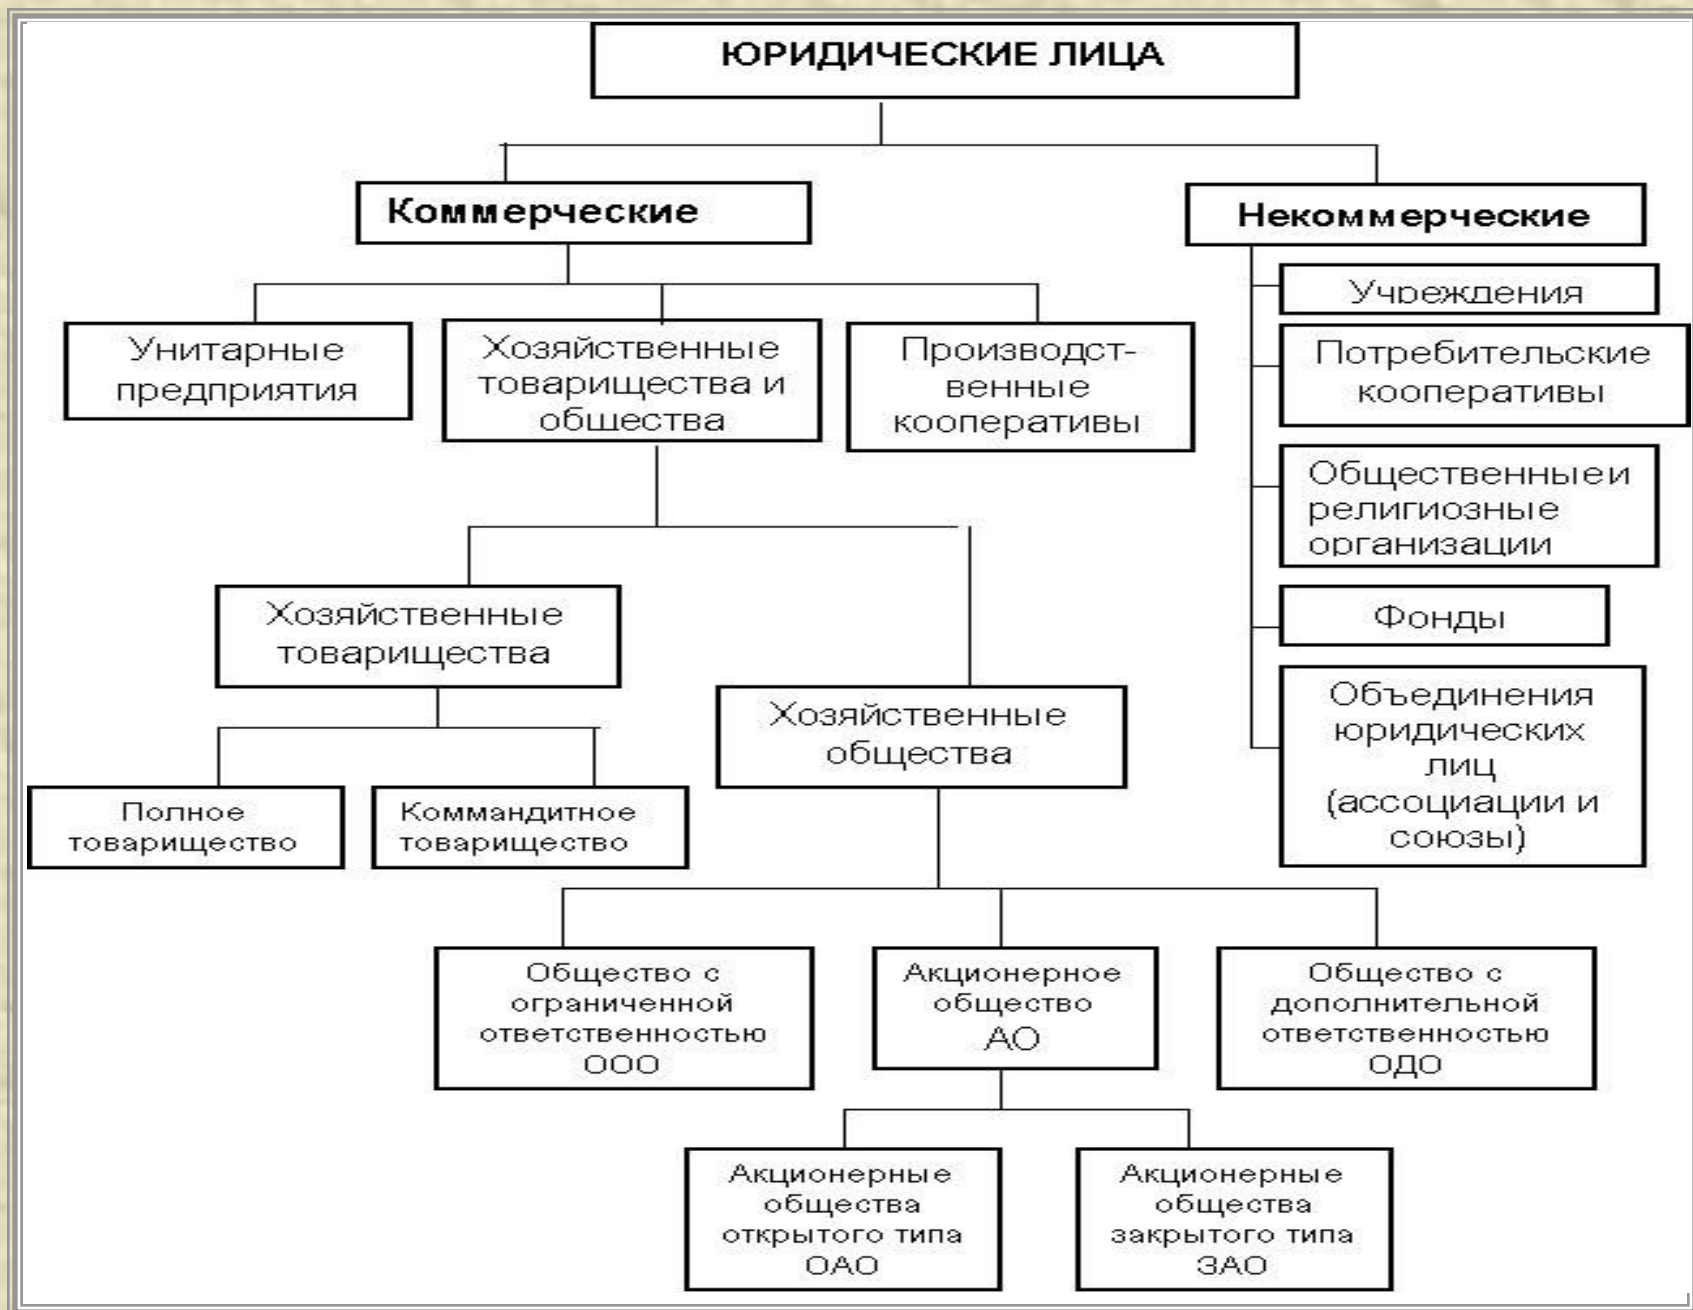 ЮРИДИЧЕСКИЕ ЛИЦА
Коммерческие
Некоммерческие
Унитарные
предприятия
Хозяйственные
товарищества и
общества
Производст-
венные
кооперативы
Учреждения
Потребительские
кооперативы
Общественные и
религиозные
организации
Фонды
Объединения
юридических
лиц
(ассоциации и
союзы)
Хозяйственные
товарищества
Хозяйственные
общества
Полное
товарищество
Коммандитное
товарищество
Общество с
ограниченной
ответственностью
ООО
Акционерное
общество
АО
Общество с
дополнительной
ответственностью
ОДО
Акционерные
общества
открытого типа
ОАО
Акционерные
общества
закрытого типа
ЗАО